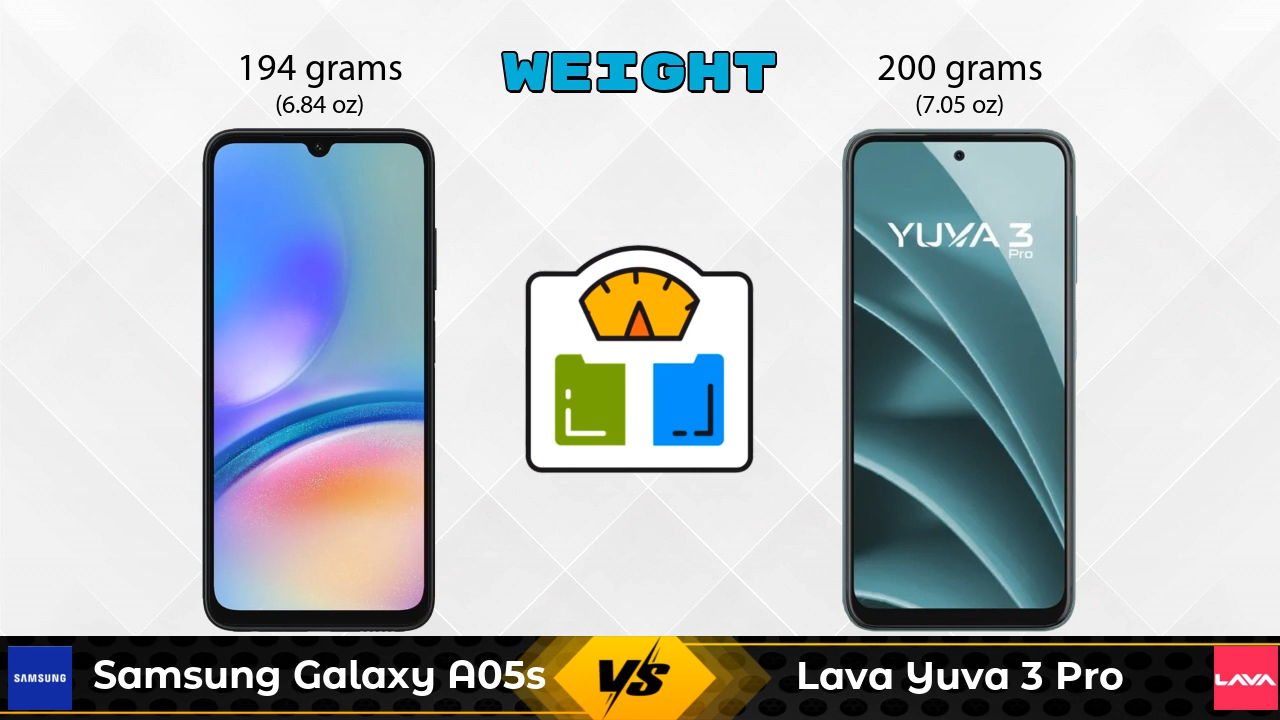 WEIGHT
194 grams
(6.84 oz)
200 grams
(7.05 oz)
YUVA 3
Pro
SAMSUNG
Samsung Galaxy A05s
VS
Lava Yuva 3 Pro
LAVA